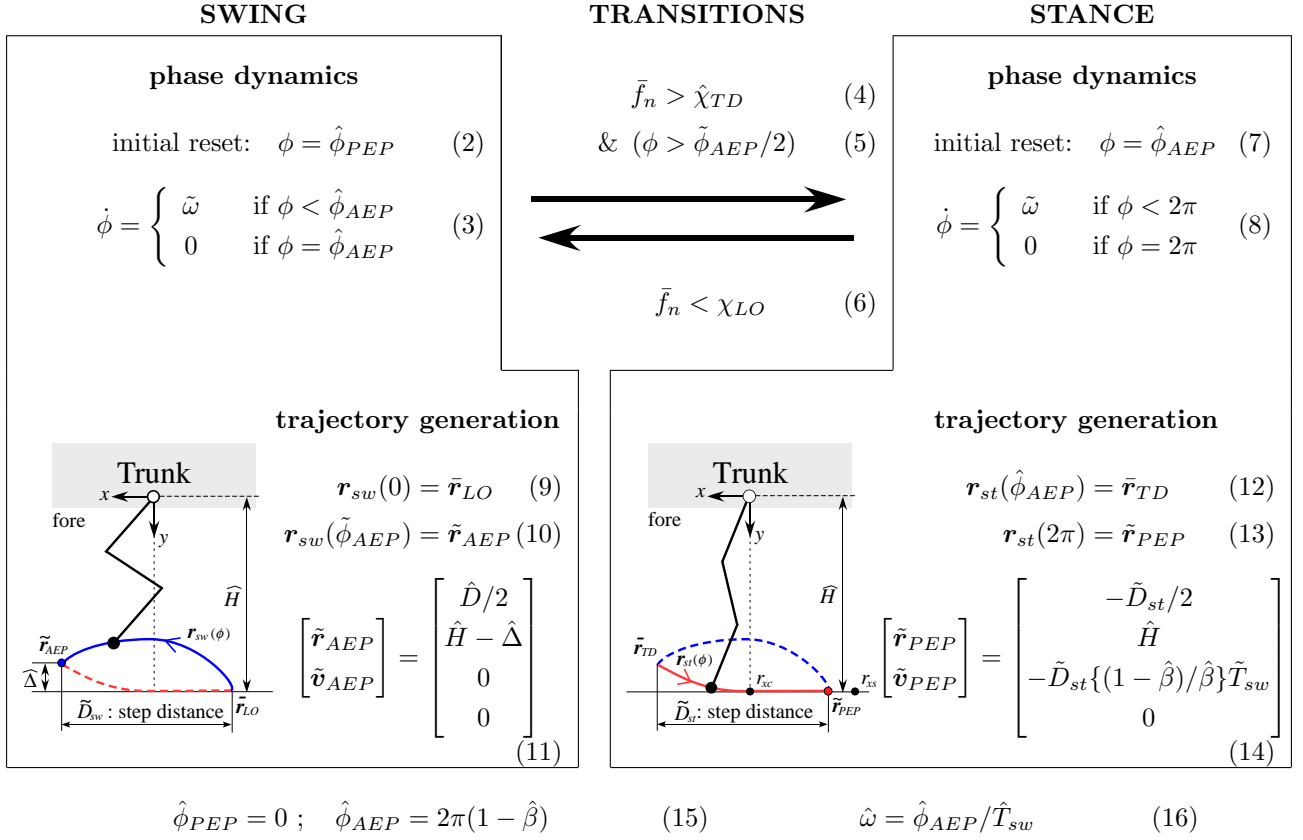 SWING TRANSITIONS STANCE
phase dynamics
initial reset: ϕ = ϕ̂_PEP (2)
ϕ̇ = { ω̃ if ϕ < ϕ̂_AEP
0 if ϕ = ϕ̂_AEP (3)
f̄_n > χ̂_TD (4)
& (ϕ > ϕ̃_AEP/2) (5)
f̄_n < χ_LO (6)
phase dynamics
initial reset: ϕ = ϕ̂_AEP (7)
ϕ̇ = { ω̃ if ϕ < 2π
0 if ϕ = 2π (8)
trajectory generation
r_sw(0) = r̄_LO (9)
r_sw(ϕ̃_AEP) = r̃_AEP (10)
[r̃_AEP
ṽ_AEP] = [D̂/2
Ĥ − Δ̂
0
0]
(11)
Trunk
x
fore
y
Ĥ
r̃_AEP
r_sw(ϕ)
Δ̂
r̄_LO
D̃_sw : step distance
trajectory generation
r_st(ϕ̂_AEP) = r̄_TD (12)
r_st(2π) = r̃_PEP (13)
[r̃_PEP
ṽ_PEP] = [−D̃_st/2
Ĥ
−D̃_st{(1 − β̂)/β̂}T̃_sw
0]
(14)
Trunk
x
fore
y
Ĥ
r̄_TD
r_st(ϕ)
r_xc
r_xs
r̃_PEP
D̃_st: step distance
ϕ̂_PEP = 0 ; ϕ̂_AEP = 2π(1 − β̂) (15) ω̂ = ϕ̂_AEP/T̂_sw (16)